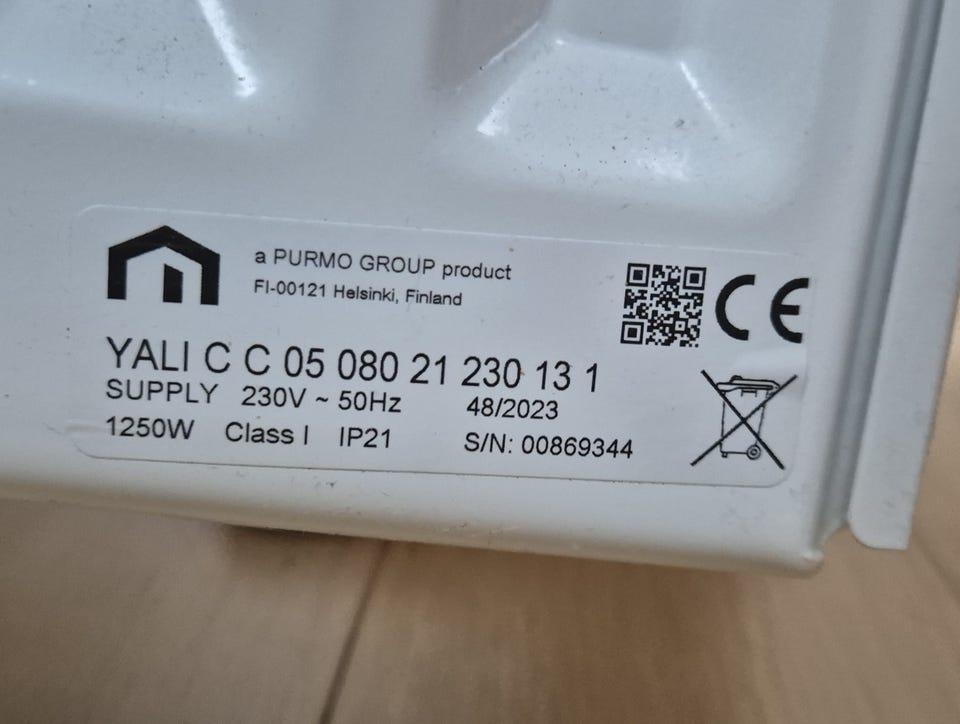 a PURMO GROUP product
FI-00121 Helsinki, Finland
CE
YALI C C 05 080 21 230 13 1
SUPPLY 230V ~ 50Hz 48/2023
1250W Class I IP21 S/N: 00869344